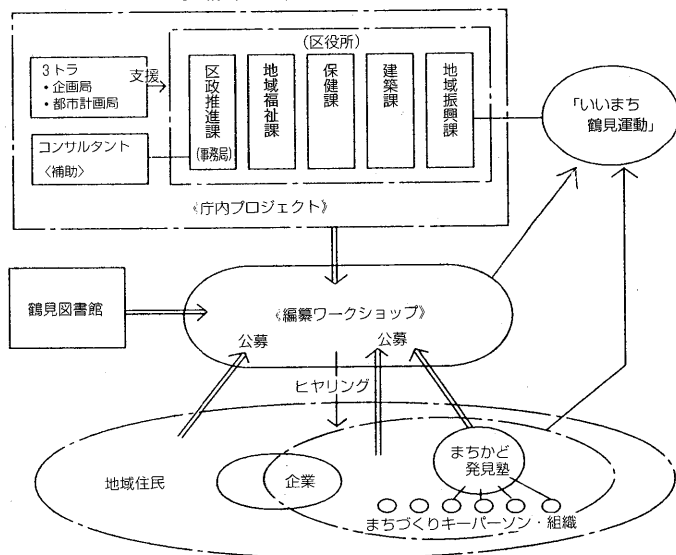 (区役所)
3トラ
・企画局
・都市計画局
支援
コンサルタント
〈補助〉
区政推進課
(事務局)
地域福祉課
保健課
建築課
地域振興課
《庁内プロジェクト》
「いいまち
鶴見運動」
鶴見図書館
《編纂ワークショップ》
公募
公募
ヒヤリング
地域住民
企業
まちかど
発見塾
まちづくりキーパーソン・組織